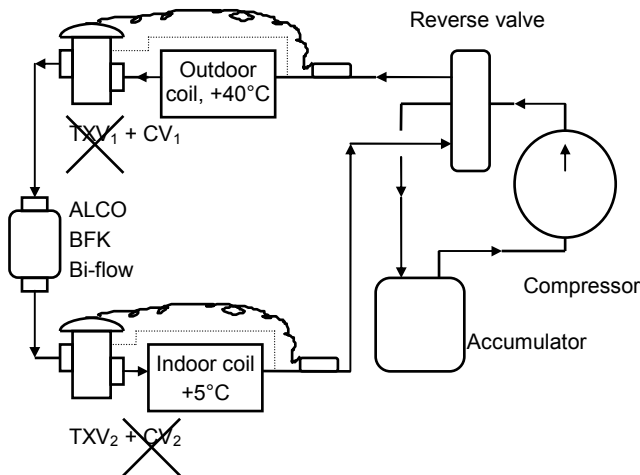 Reverse valve
Outdoor
coil, +40°C
TXV₁ + CV₁
ALCO
BFK
Bi-flow
Compressor
Accumulator
Indoor coil
+5°C
TXV₂ + CV₂